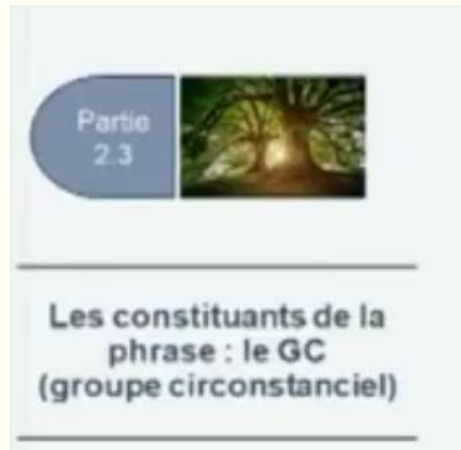 Partie
2.3
Les constituants de la
phrase : le GC
(groupe circonstanciel)